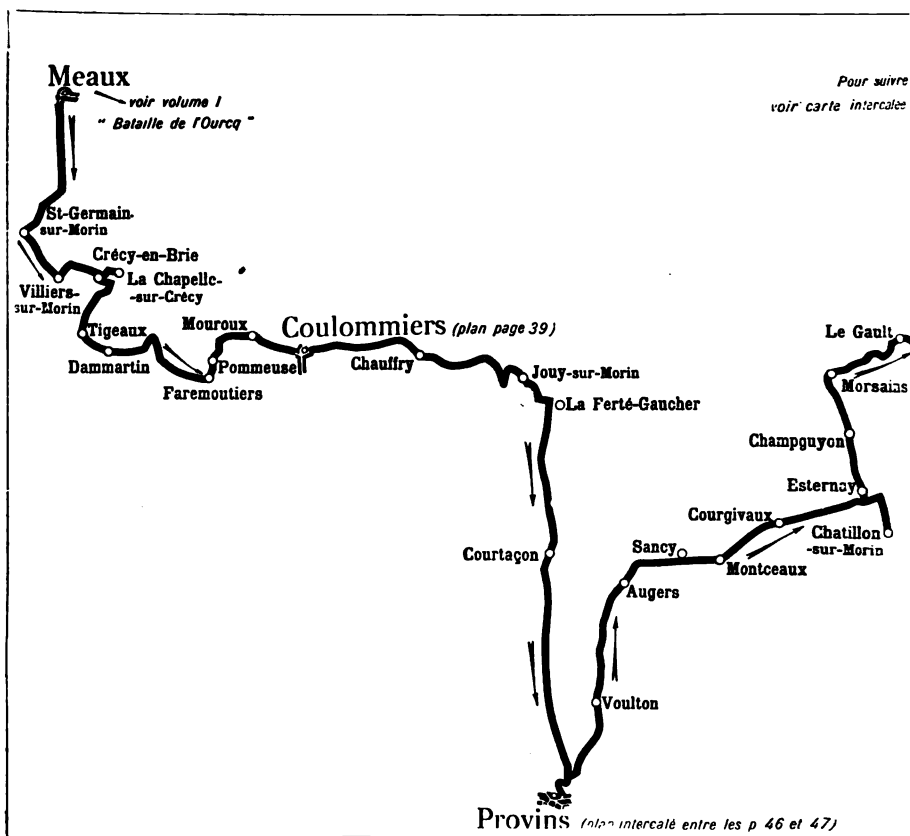 Meaux
voir volume I
" Bataille de l'Ourcq "
Pour suivre
voir carte intercalée
St-Germain-
sur-Morin
Crécy-en-Brie
La Chapelle-
-sur-Crécy
Villiers-
sur-Morin
Tigeaux
Dammartin
Mouroux
Pommeuse
Faremoutiers
Coulommiers (plan page 39)
Chauffry
Jouy-sur-Morin
La Ferté-Gaucher
Le Gault
Morsains
Champguyon
Esternay
Courgivaux
Chatillon
-sur-Morin
Courtaçon
Sancy
Montceaux
Augers
Voulton
Provins (plan intercalé entre les p 46 et 47)